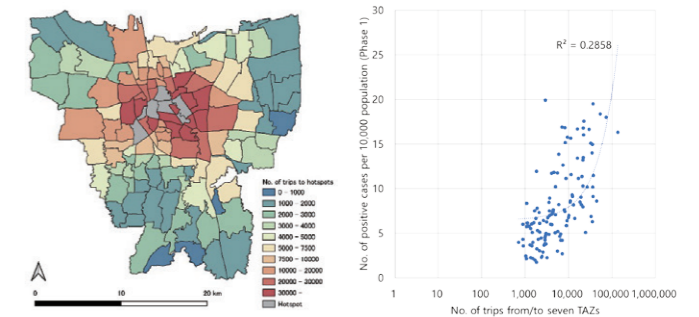 No. of trips to hotspots
0 - 1000
1000 - 2000
2000 - 3000
3000 - 4000
4000 - 5000
5000 - 7500
7500 - 10000
10000 - 20000
20000 - 30000
30000 -
Hotspot
0
10
20 km
No. of positive cases per 10,000 population (Phase 1)
30
25
20
15
10
5
0
R² = 0.2858
1
10
100
1,000
10,000
100,000
1,000,000
No. of trips from/to seven TAZs